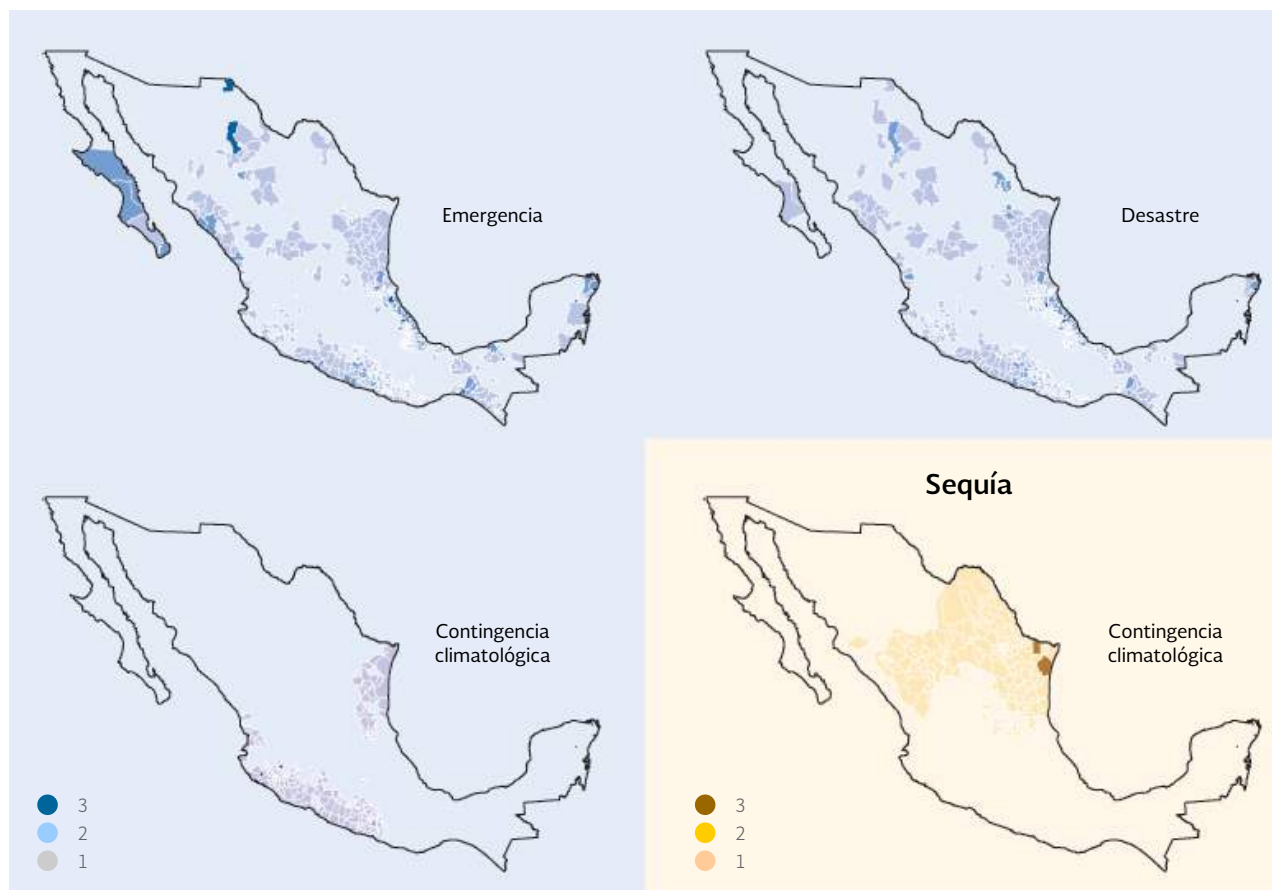 Emergencia
Desastre
Contingencia
climatológica
3
2
1
Sequía
Contingencia
climatológica
3
2
1